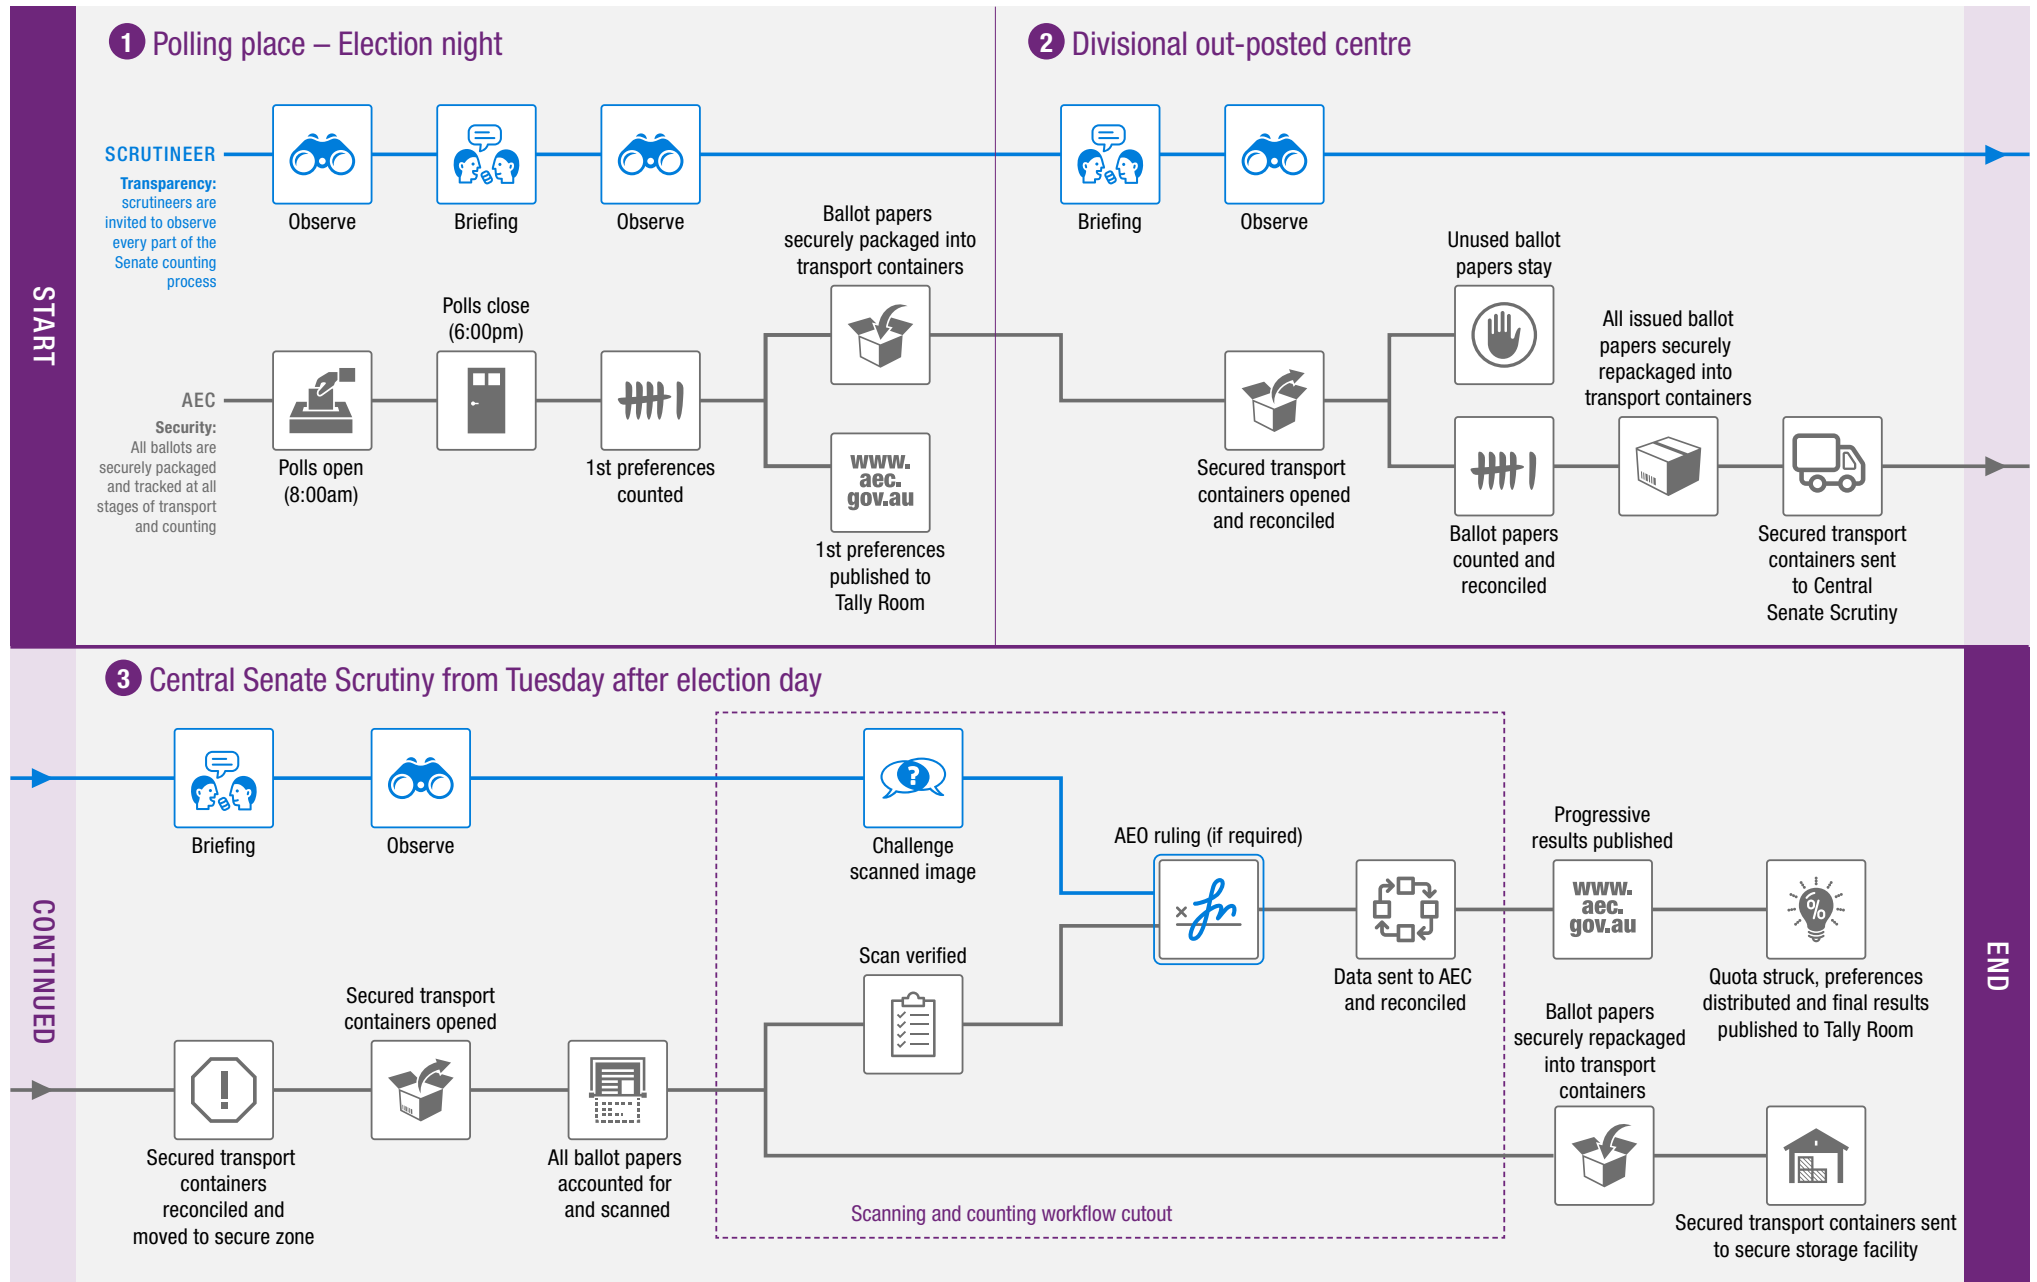 START
1 Polling place – Election night
SCRUTINEER
Transparency:
scrutineers are
invited to observe
every part of the
Senate counting
process
Observe
Briefing
Observe
AEC
Security:
All ballots are
securely packaged
and tracked at all
stages of transport
and counting
Polls open
(8:00am)
Polls close
(6:00pm)
1st preferences
counted
Ballot papers
securely packaged into
transport containers
www.
aec.
gov.au
1st preferences
published to
Tally Room
2 Divisional out-posted centre
Briefing
Observe
Secured transport
containers opened
and reconciled
Unused ballot
papers stay
Ballot papers
counted and
reconciled
All issued ballot
papers securely
repackaged into
transport containers
Secured transport
containers sent
to Central
Senate Scrutiny
CONTINUED
3 Central Senate Scrutiny from Tuesday after election day
Briefing
Observe
?
Challenge
scanned image
!
Secured transport
containers
reconciled and
moved to secure zone
Secured transport
containers opened
All ballot papers
accounted for
and scanned
Scan verified
AEO ruling (if required)
×
Data sent to AEC
and reconciled
Scanning and counting workflow cutout
Progressive
results published
www.
aec.
gov.au
%
Quota struck, preferences
distributed and final results
published to Tally Room
Ballot papers
securely repackaged
into transport
containers
Secured transport containers sent
to secure storage facility
END